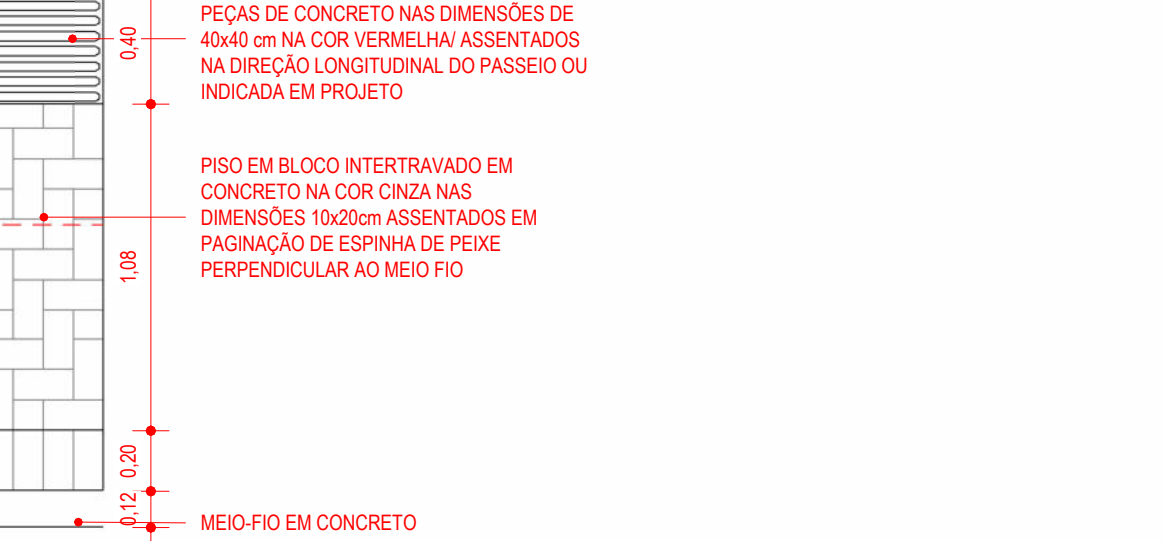 PEÇAS DE CONCRETO NAS DIMENSÕES DE
40x40 cm NA COR VERMELHA/ ASSENTADOS
NA DIREÇÃO LONGITUDINAL DO PASSEIO OU
INDICADA EM PROJETO
0,40
PISO EM BLOCO INTERTRAVADO EM
CONCRETO NA COR CINZA NAS
DIMENSÕES 10x20cm ASSENTADOS EM
PAGINAÇÃO DE ESPINHA DE PEIXE
PERPENDICULAR AO MEIO FIO
1,08
0,20
0,12
MEIO-FIO EM CONCRETO